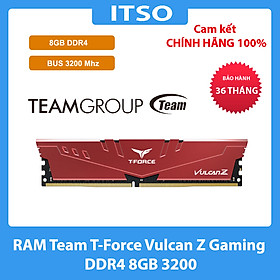 ITSO
8GB DDR4
BUS 3200 Mhz
Cam kết
CHÍNH HÃNG 100%
BẢO HÀNH
36 THÁNG
TEAMGROUP Team
T-FORCE
VULCAN Z
RAM Team T-Force Vulcan Z Gaming
DDR4 8GB 3200